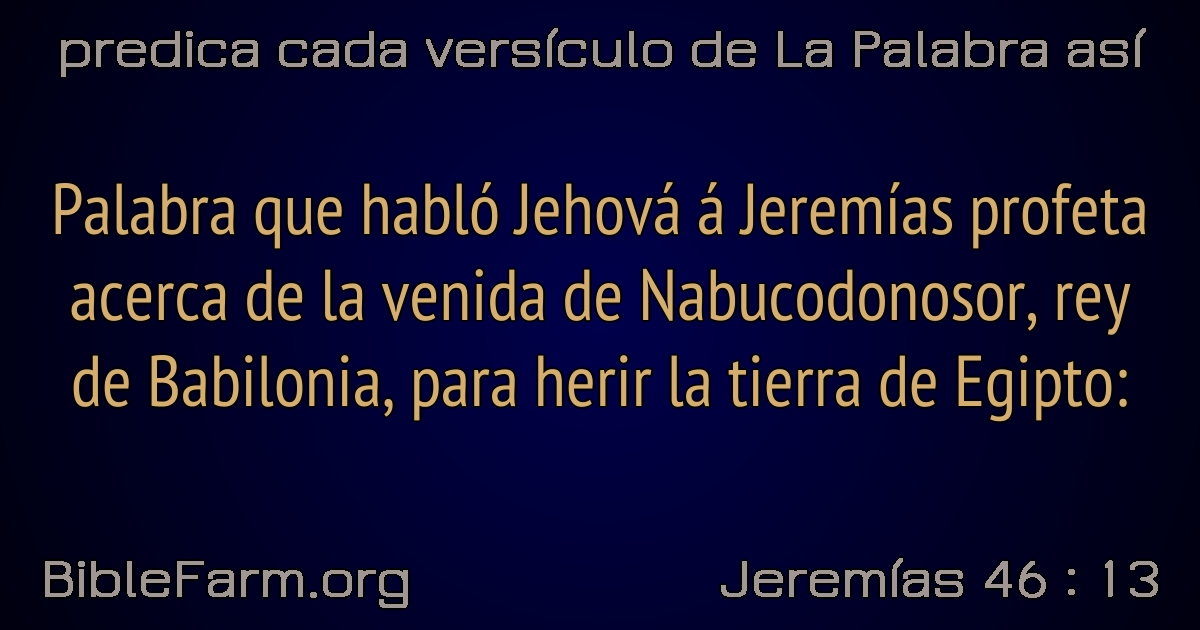 predica cada versículo de La Palabra así
Palabra que habló Jehová á Jeremías profeta
acerca de la venida de Nabucodonosor, rey
de Babilonia, para herir la tierra de Egipto:
BibleFarm.org
Jeremías 46 : 13